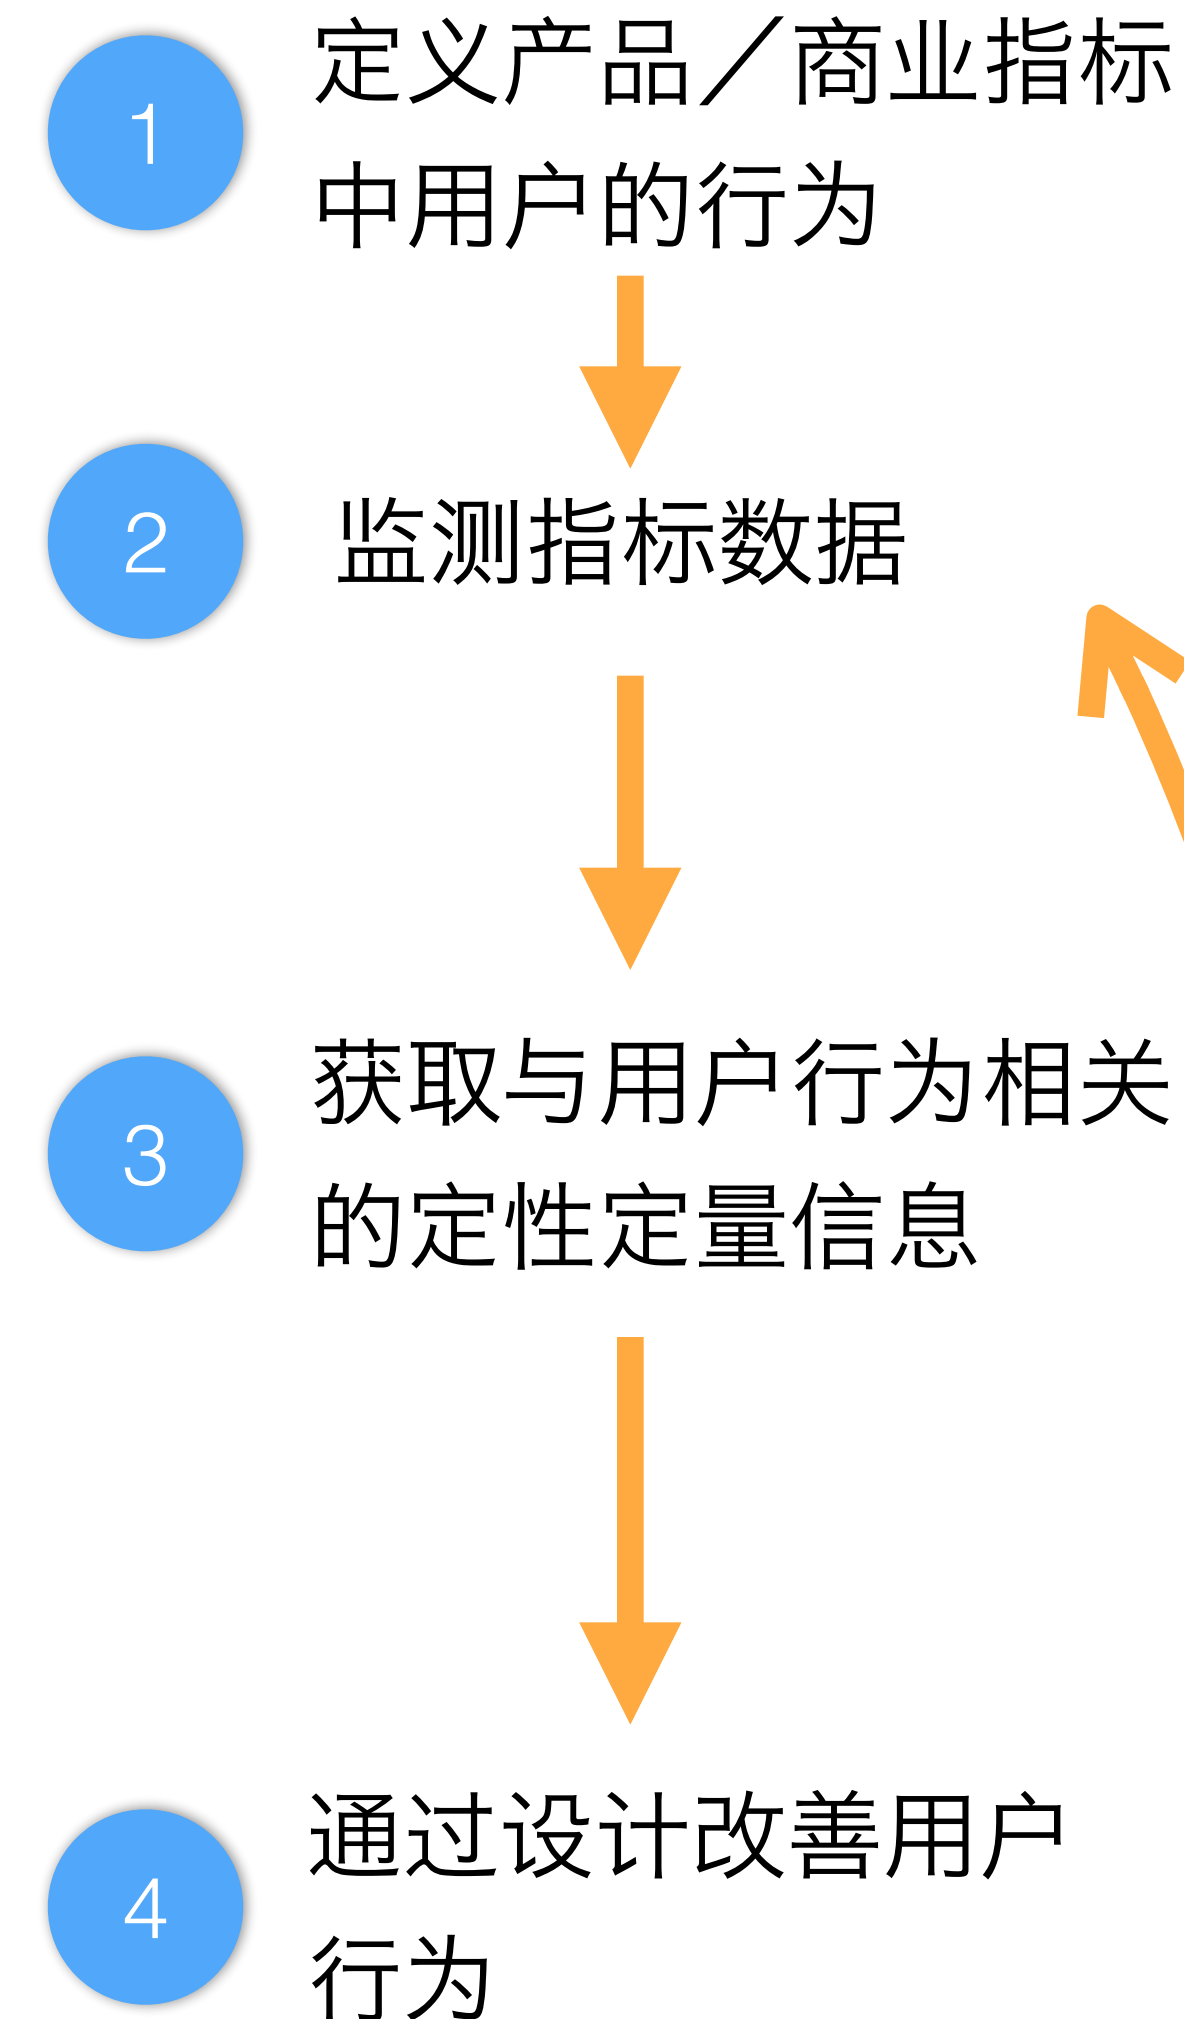 1
定义产品／商业指标
中用户的行为
2
监测指标数据
3
获取与用户行为相关
的定性定量信息
4
通过设计改善用户
行为